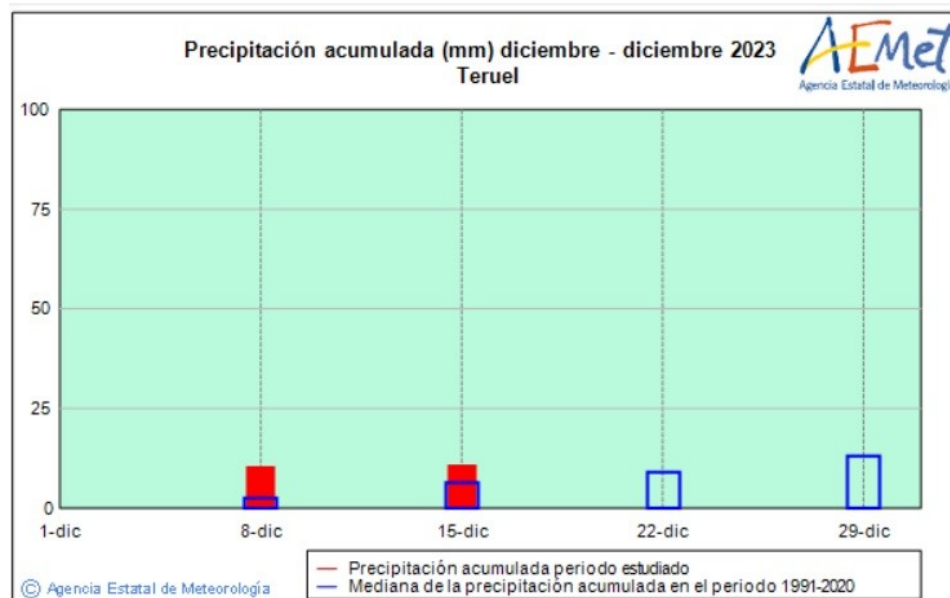 Precipitación acumulada (mm) diciembre - diciembre 2023
Teruel
AEMet
Agencia Estatal de Meteorología
100
75
50
25
0
1-dic 8-dic 15-dic 22-dic 29-dic
Precipitación acumulada periodo estudiado
Mediana de la precipitación acumulada en el periodo 1991-2020
© Agencia Estatal de Meteorología